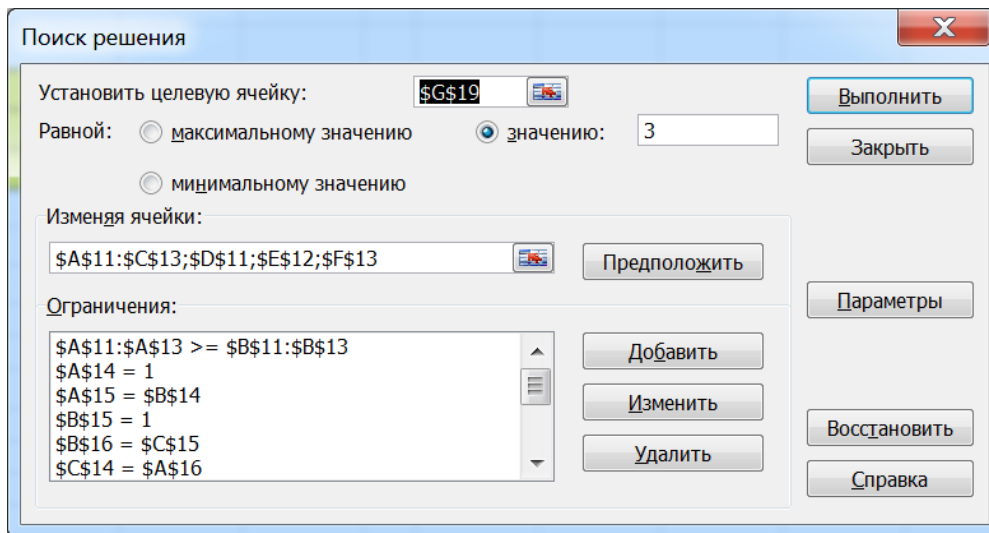 Поиск решения
Установить целевую ячейку: $G$19
Равной: максимальному значению значению: 3
минимальному значению
Изменяя ячейки:
$A$11:$C$13;$D$11;$E$12;$F$13
Предположить
Ограничения:
$A$11:$A$13 >= $B$11:$B$13
$A$14 = 1
$A$15 = $B$14
$B$15 = 1
$B$16 = $C$15
$C$14 = $A$16
Добавить
Изменить
Удалить
Выполнить
Закрыть
Параметры
Восстановить
Справка